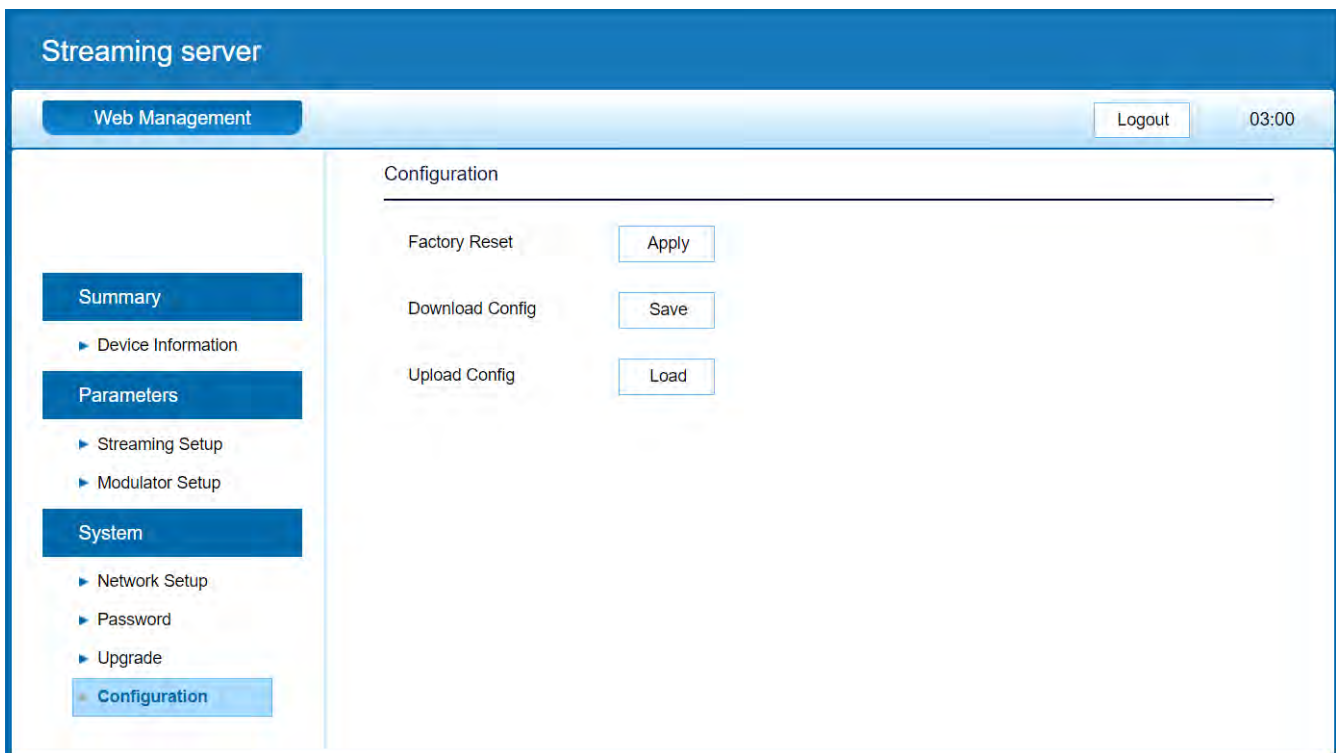 Streaming server
Web Management
Logout 03:00
Configuration
Factory Reset Apply
Download Config Save
Upload Config Load
Summary
Device Information
Parameters
Streaming Setup
Modulator Setup
System
Network Setup
Password
Upgrade
Configuration